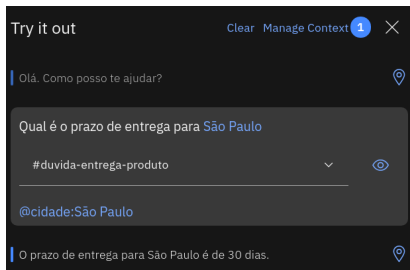 Try it out Clear Manage Context 1
Olá. Como posso te ajudar?
Qual é o prazo de entrega para São Paulo
#duvida-entrega-produto
@cidade:São Paulo
O prazo de entrega para São Paulo é de 30 dias.